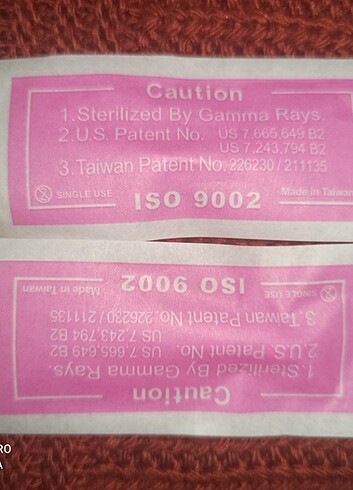 Caution
1.Sterilized By Gamma Rays.
2.U.S. Patent No. US 7,665,649 B2
US 7,243,794 B2
3.Taiwan Patent No.226230 / 211135
SINGLE USE ISO 9002 Made in Taiwan
Caution
1.Sterilized By Gamma Rays.
2.U.S. Patent No. US 7,665,649 B2
US 7,243,794 B2
3.Taiwan Patent No.226230 / 211135
SINGLE USE ISO 9002 Made in Taiwan
RO
A